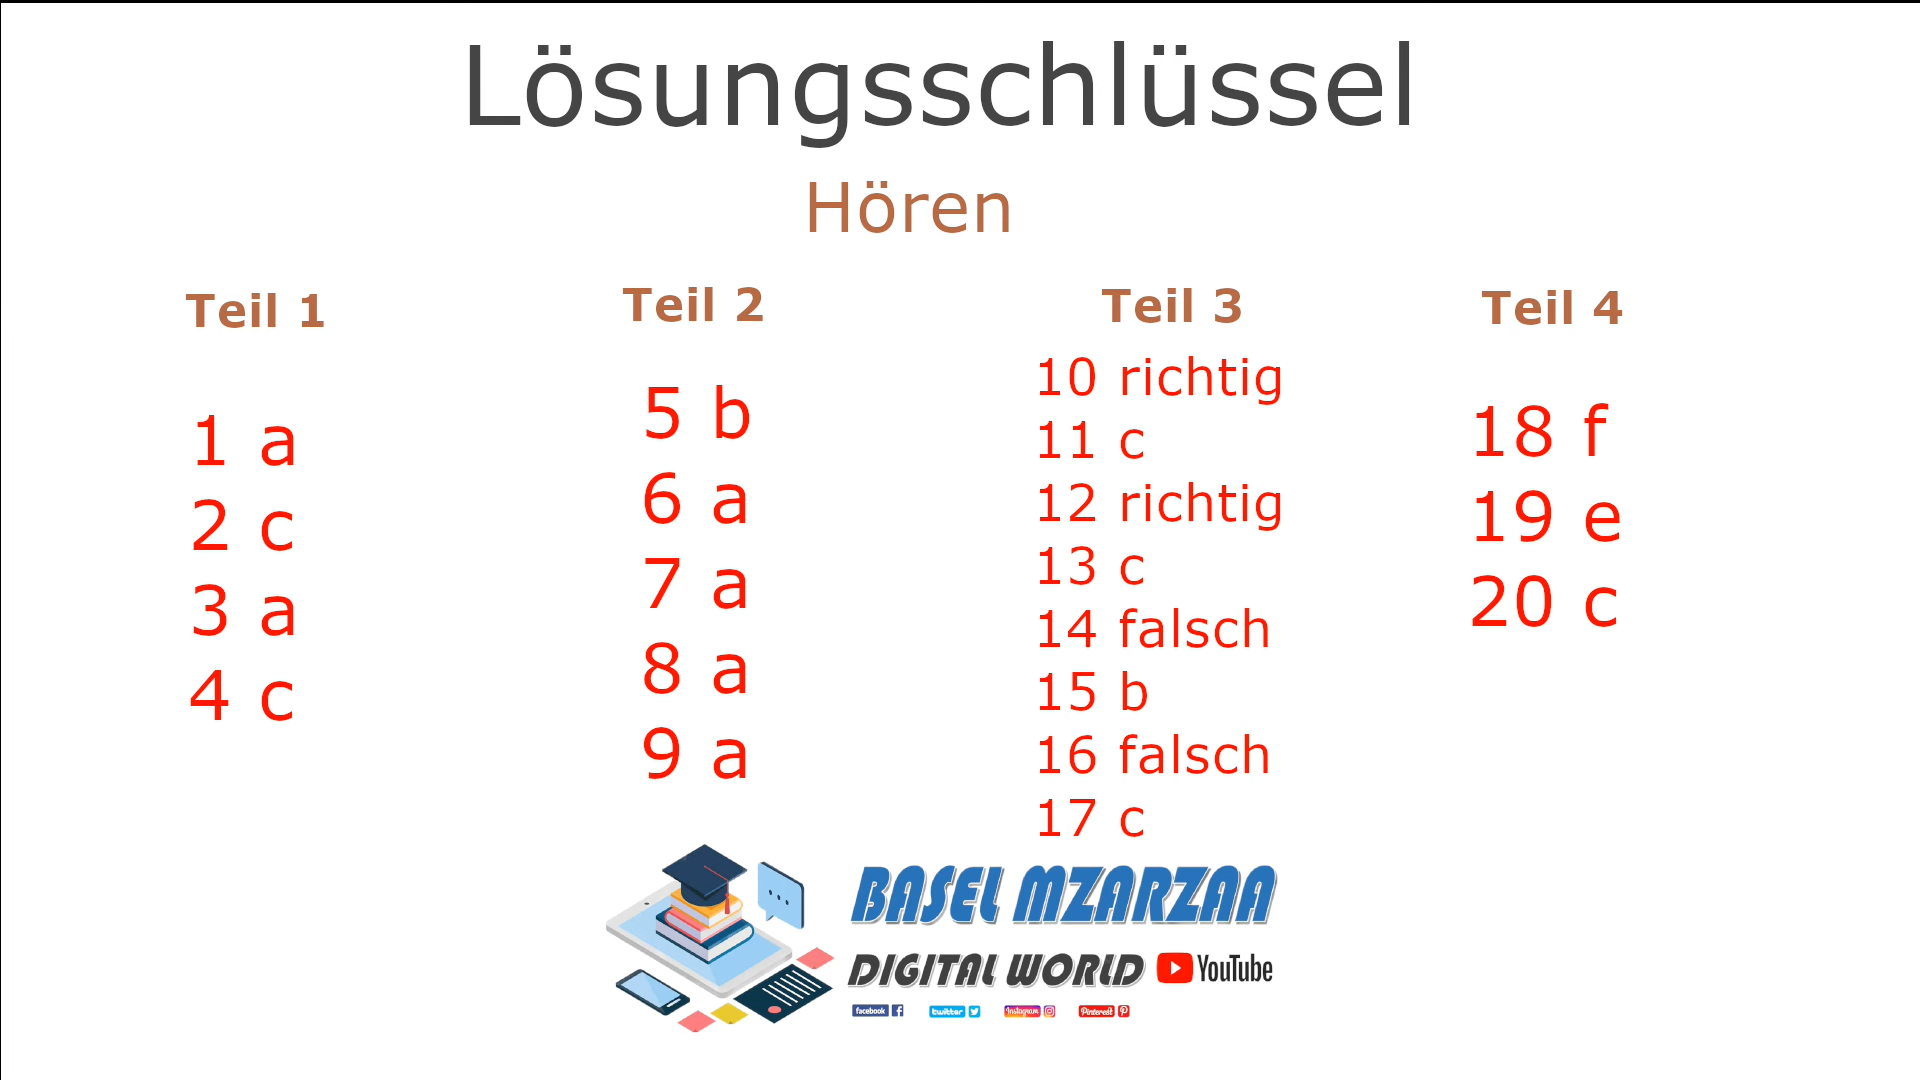 Lösungsschlüssel
Hören
Teil 1
1 a
2 c
3 a
4 c
Teil 2
5 b
6 a
7 a
8 a
9 a
Teil 3
10 richtig
11 c
12 richtig
13 c
14 falsch
15 b
16 falsch
17 c
Teil 4
18 f
19 e
20 c
BASEL MZARZAA
DIGITAL WORLD YouTube
facebook f twitter Instagram Pinterest